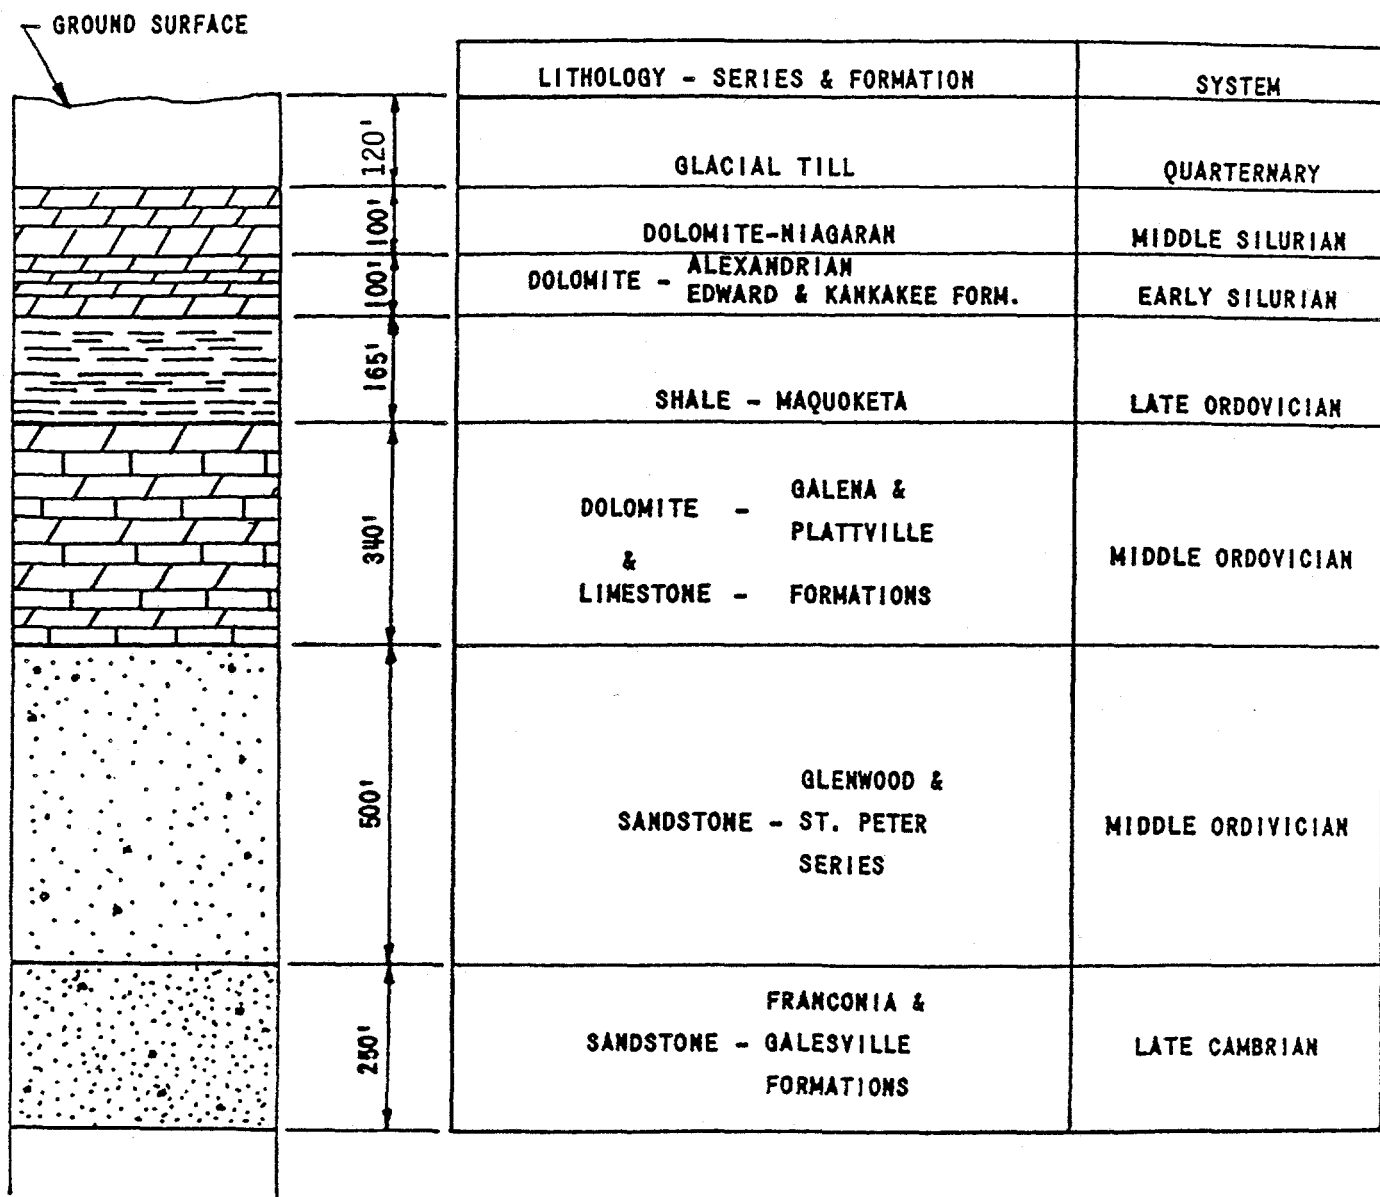 GROUND SURFACE
LITHOLOGY - SERIES & FORMATION
SYSTEM
120'
GLACIAL TILL
QUARTERNARY
100'
DOLOMITE-NIAGARAN
MIDDLE SILURIAN
100'
DOLOMITE - ALEXANDRIAN
EDWARD & KANKAKEE FORM.
EARLY SILURIAN
165'
SHALE - MAQUOKETA
LATE ORDOVICIAN
340'
DOLOMITE - GALENA &
PLATTVILLE
&
LIMESTONE - FORMATIONS
MIDDLE ORDOVICIAN
500'
GLENWOOD &
SANDSTONE - ST. PETER
SERIES
MIDDLE ORDIVICIAN
250'
FRANCONIA &
SANDSTONE - GALESVILLE
FORMATIONS
LATE CAMBRIAN